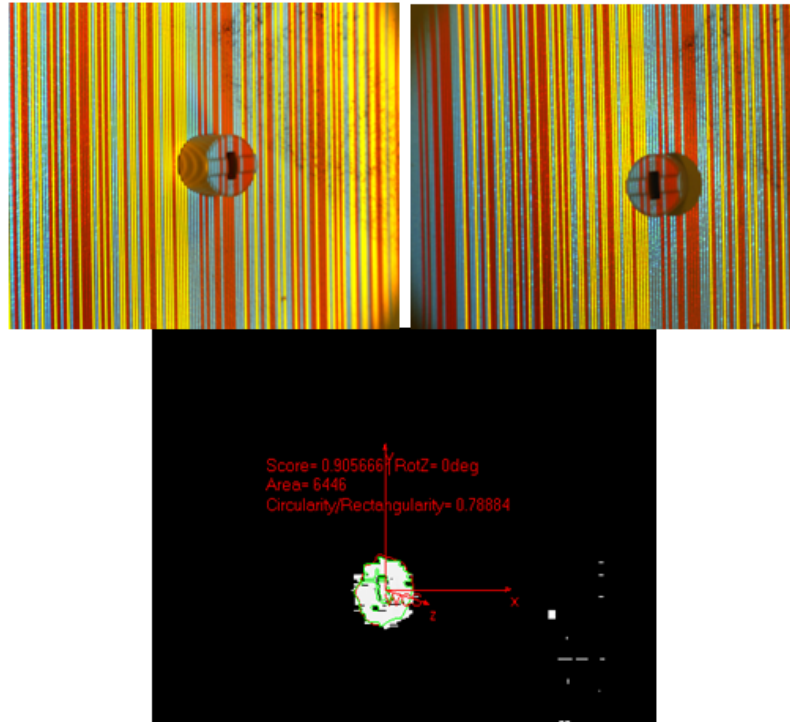 Score= 0.905666 RotZ= 0deg
Area= 6446
Circularity/Rectangularity= 0.78884
Y
x
z